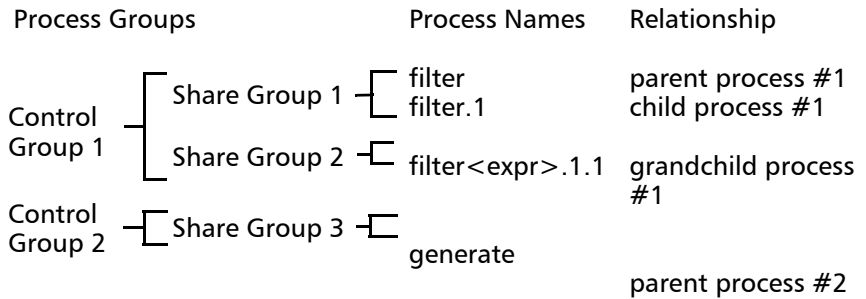 Process Groups Process Names Relationship
Share Group 1 filter parent process #1
filter.1 child process #1
Control
Group 1
Share Group 2 filter<expr>.1.1 grandchild process
#1
Control
Group 2
Share Group 3
generate
parent process #2